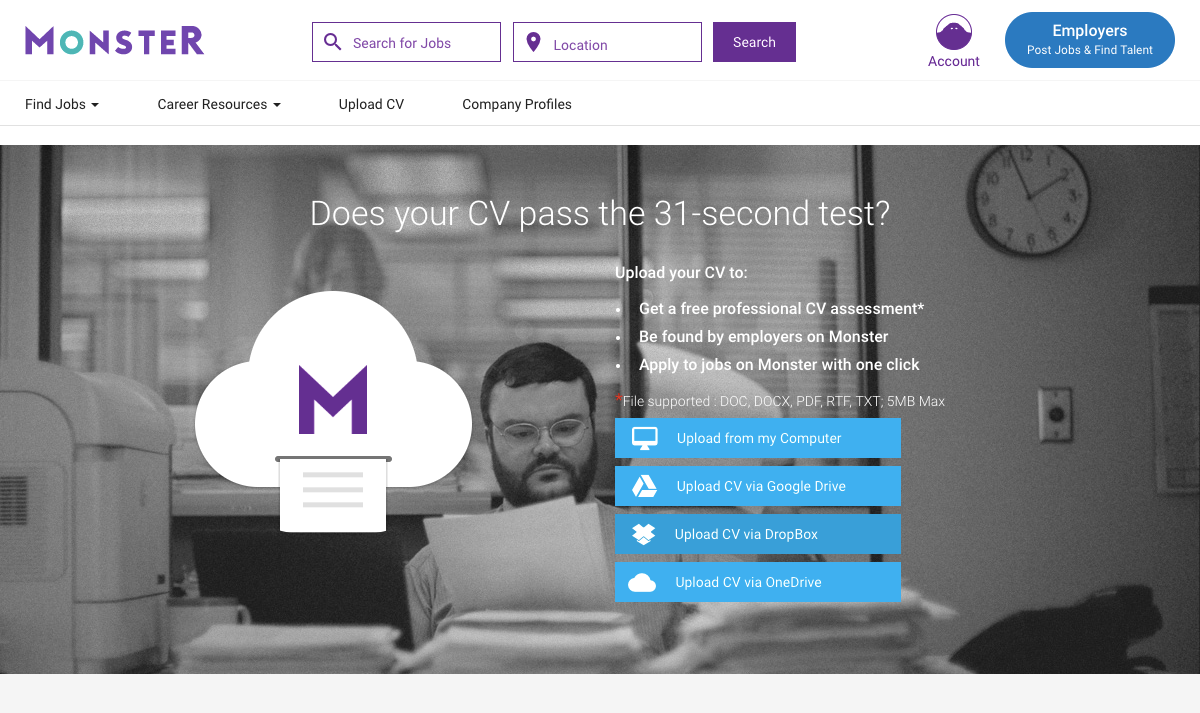 MONSTER
Search for Jobs
Location
Search
Account
Employers
Post Jobs & Find Talent
Find Jobs
Career Resources
Upload CV
Company Profiles
Does your CV pass the 31-second test?
Upload your CV to:
• Get a free professional CV assessment*
• Be found by employers on Monster
• Apply to jobs on Monster with one click
*File supported : DOC, DOCX, PDF, RTF, TXT; 5MB Max
M
Upload from my Computer
Upload CV via Google Drive
Upload CV via DropBox
Upload CV via OneDrive